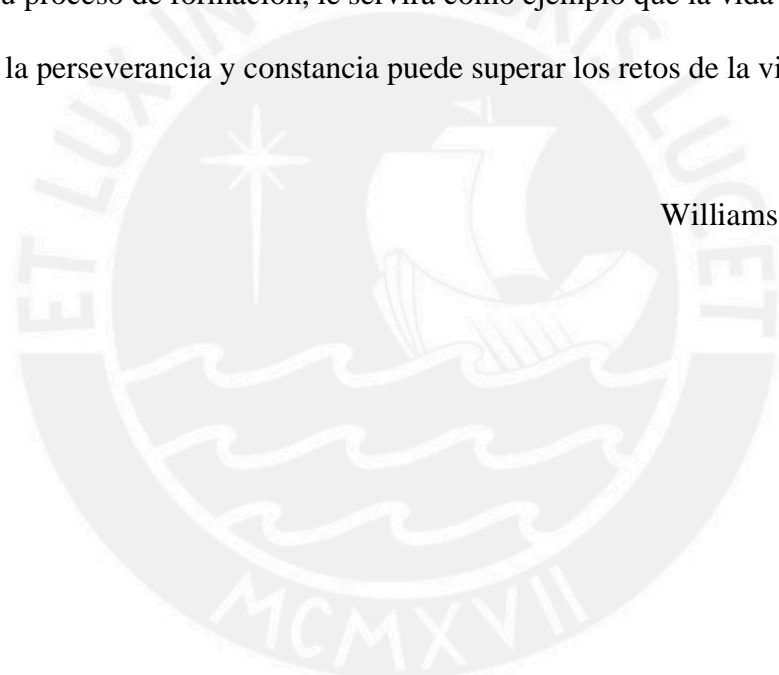 u proceso de formación, le servirá como ejemplo que la vida
la perseverancia y constancia puede superar los retos de la vi
Williams
ET LUX IN BRIS LUCET
MCMXVII